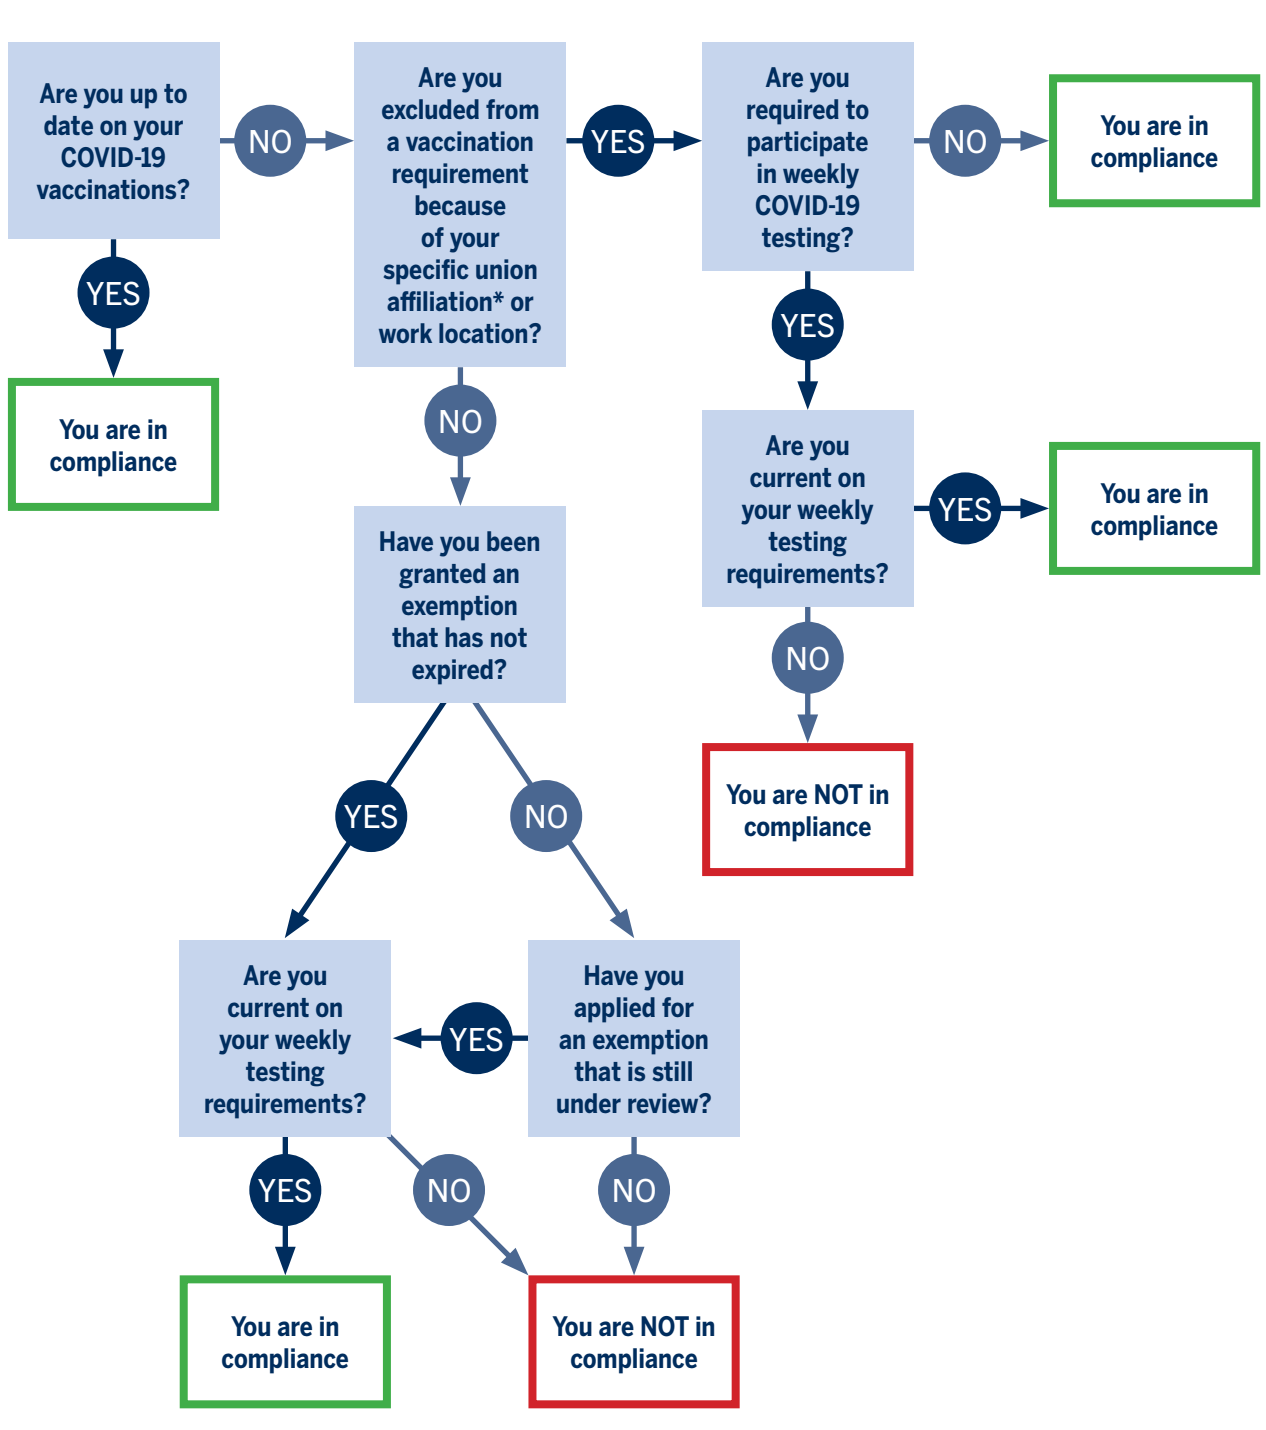 Are you up to
date on your
COVID-19
vaccinations?
NO
Are you
excluded from
a vaccination
requirement
because
of your
specific union
affiliation* or
work location?
YES
Are you
required to
participate
in weekly
COVID-19
testing?
NO
You are in
compliance
YES
You are in
compliance
NO
YES
Are you
current on
your weekly
testing
requirements?
YES
You are in
compliance
Have you been
granted an
exemption
that has not
expired?
NO
You are NOT in
compliance
YES
NO
Are you
current on
your weekly
testing
requirements?
YES
Have you
applied for
an exemption
that is still
under review?
YES
NO
NO
You are in
compliance
You are NOT in
compliance